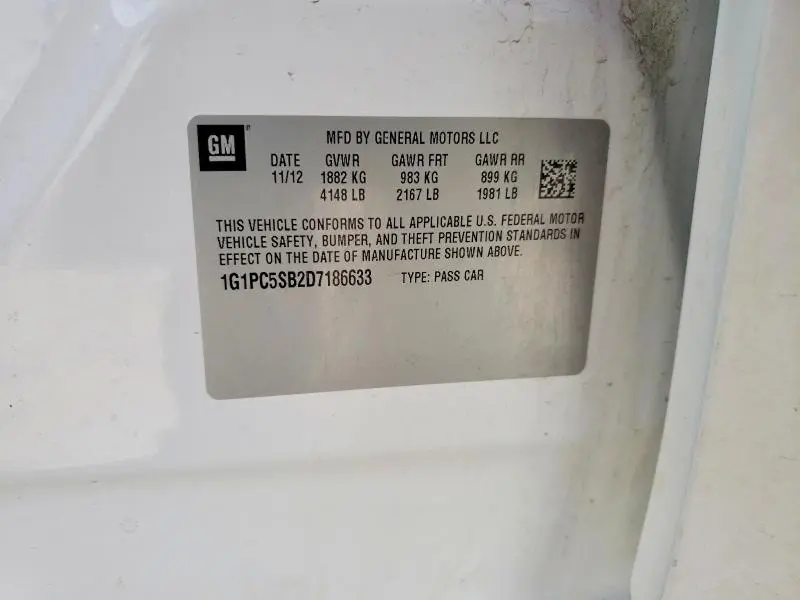 GM
MFD BY GENERAL MOTORS LLC
DATE GVWR GAWR FRT GAWR RR
11/12 1882 KG 983 KG 899 KG
4148 LB 2167 LB 1981 LB
THIS VEHICLE CONFORMS TO ALL APPLICABLE U.S. FEDERAL MOTOR
VEHICLE SAFETY, BUMPER, AND THEFT PREVENTION STANDARDS IN
EFFECT ON THE DATE OF MANUFACTURE SHOWN ABOVE.
1G1PC5SB2D7186633 TYPE: PASS CAR